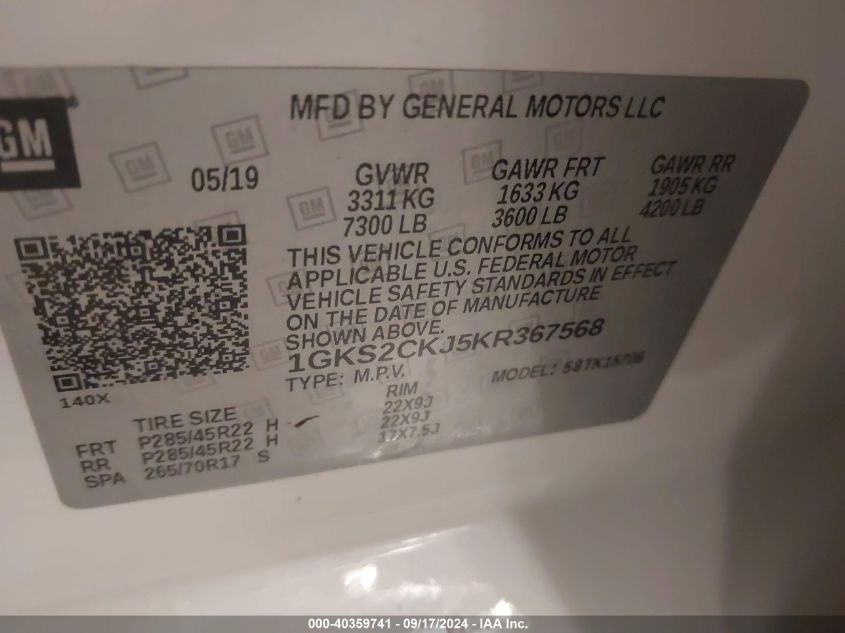 GM
MFD BY GENERAL MOTORS LLC
05/19
GVWR
3311 KG
7300 LB
GAWR FRT
1633 KG
3600 LB
GAWR RR
1905 KG
4200 LB
THIS VEHICLE CONFORMS TO ALL
APPLICABLE U.S. FEDERAL MOTOR
VEHICLE SAFETY STANDARDS IN EFFECT
ON THE DATE OF MANUFACTURE
SHOWN ABOVE.
1GKS2CKJ5KR367568
TYPE: M.P.V.
MODEL: 58TK15706
140X
TIRE SIZE
RIM
FRT P285/45R22 H 22X9J
RR P285/45R22 H 22X9J
SPA 265/70R17 S 17X7.5J
000-40359741 - 09/17/2024 - IAA, Inc.